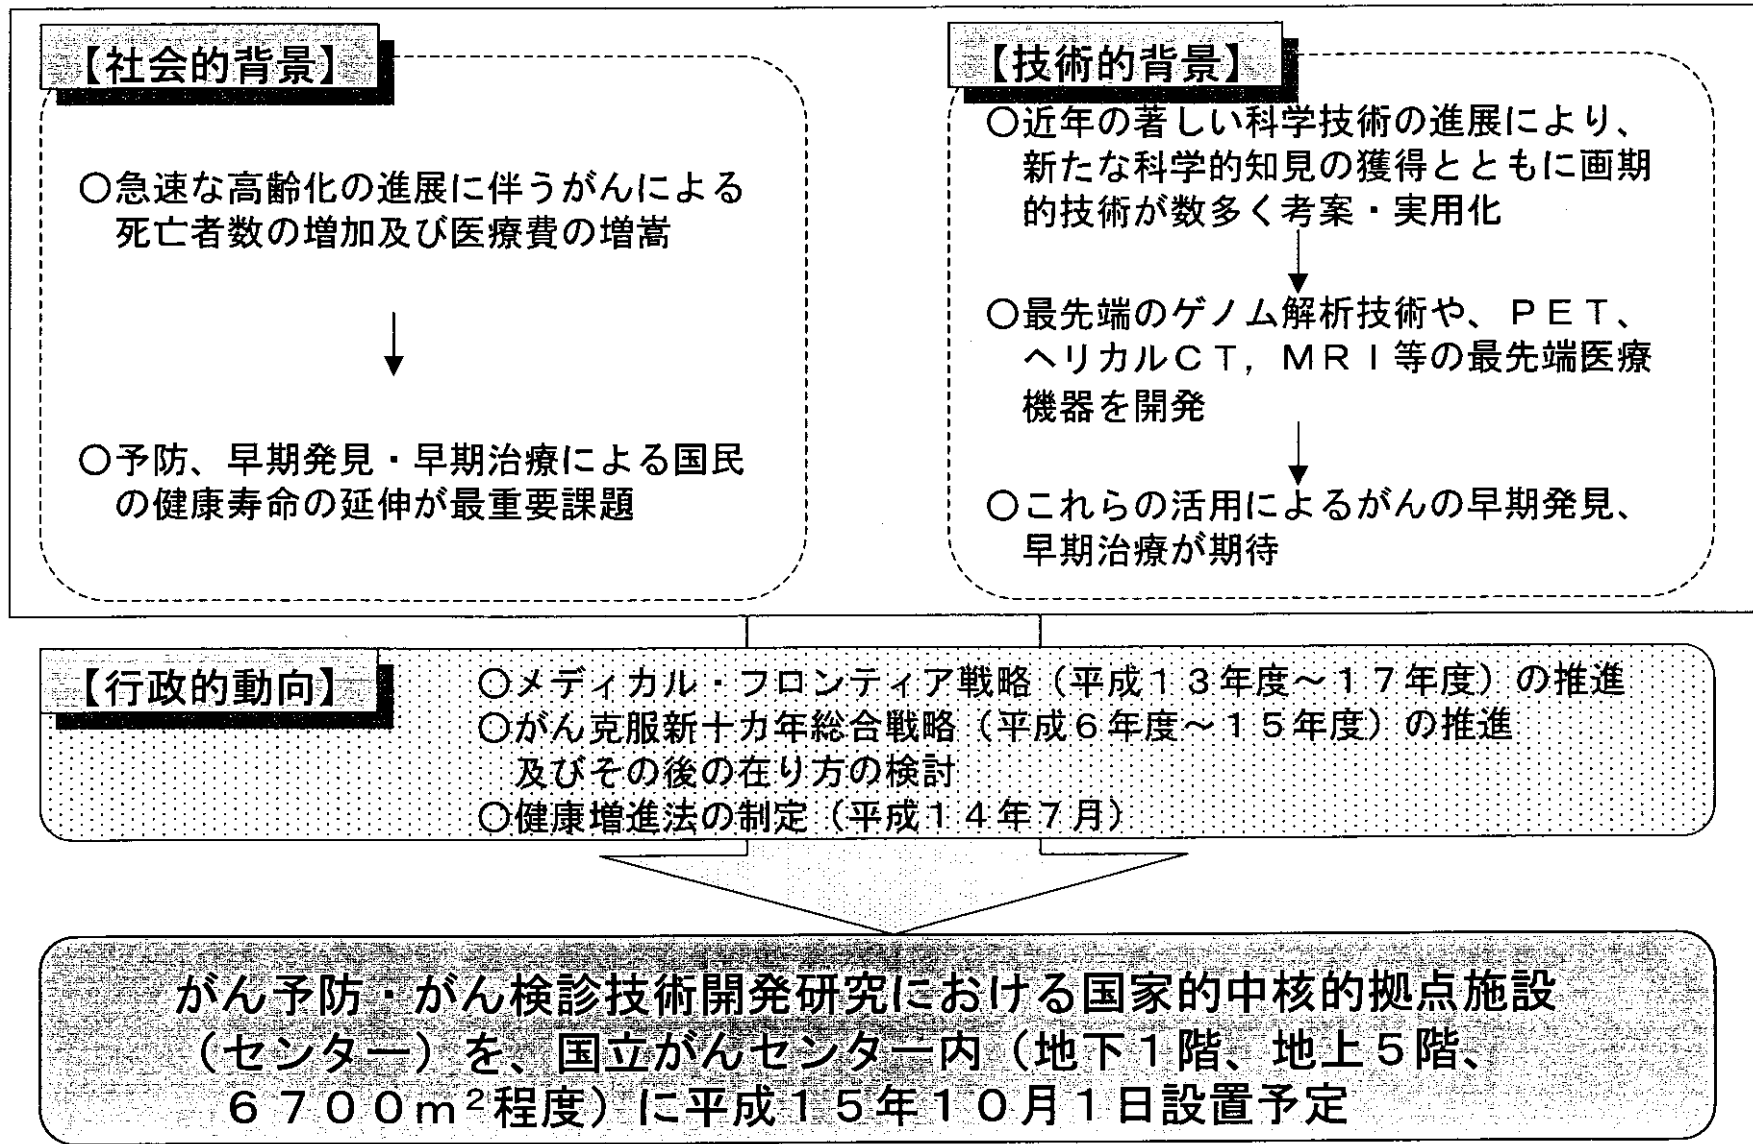 【社会的背景】
○急速な高齢化の進展に伴うがんによる
死亡者数の増加及び医療費の増嵩
○予防、早期発見・早期治療による国民
の健康寿命の延伸が最重要課題
【技術的背景】
○近年の著しい科学技術の進展により、
新たな科学的知見の獲得とともに画期
的技術が数多く考案・実用化
○最先端のゲノム解析技術や、ＰＥＴ、
ヘリカルＣＴ，ＭＲＩ等の最先端医療
機器を開発
○これらの活用によるがんの早期発見、
早期治療が期待
【行政的動向】
○メディカル・フロンティア戦略（平成１３年度～１７年度）の推進
○がん克服新十カ年総合戦略（平成６年度～１５年度）の推進
及びその後の在り方の検討
○健康増進法の制定（平成１４年７月）
がん予防・がん検診技術開発研究における国家的中核的拠点施設
（センター）を、国立がんセンター内（地下１階、地上５階、
６７００ｍ²程度）に平成１５年１０月１日設置予定